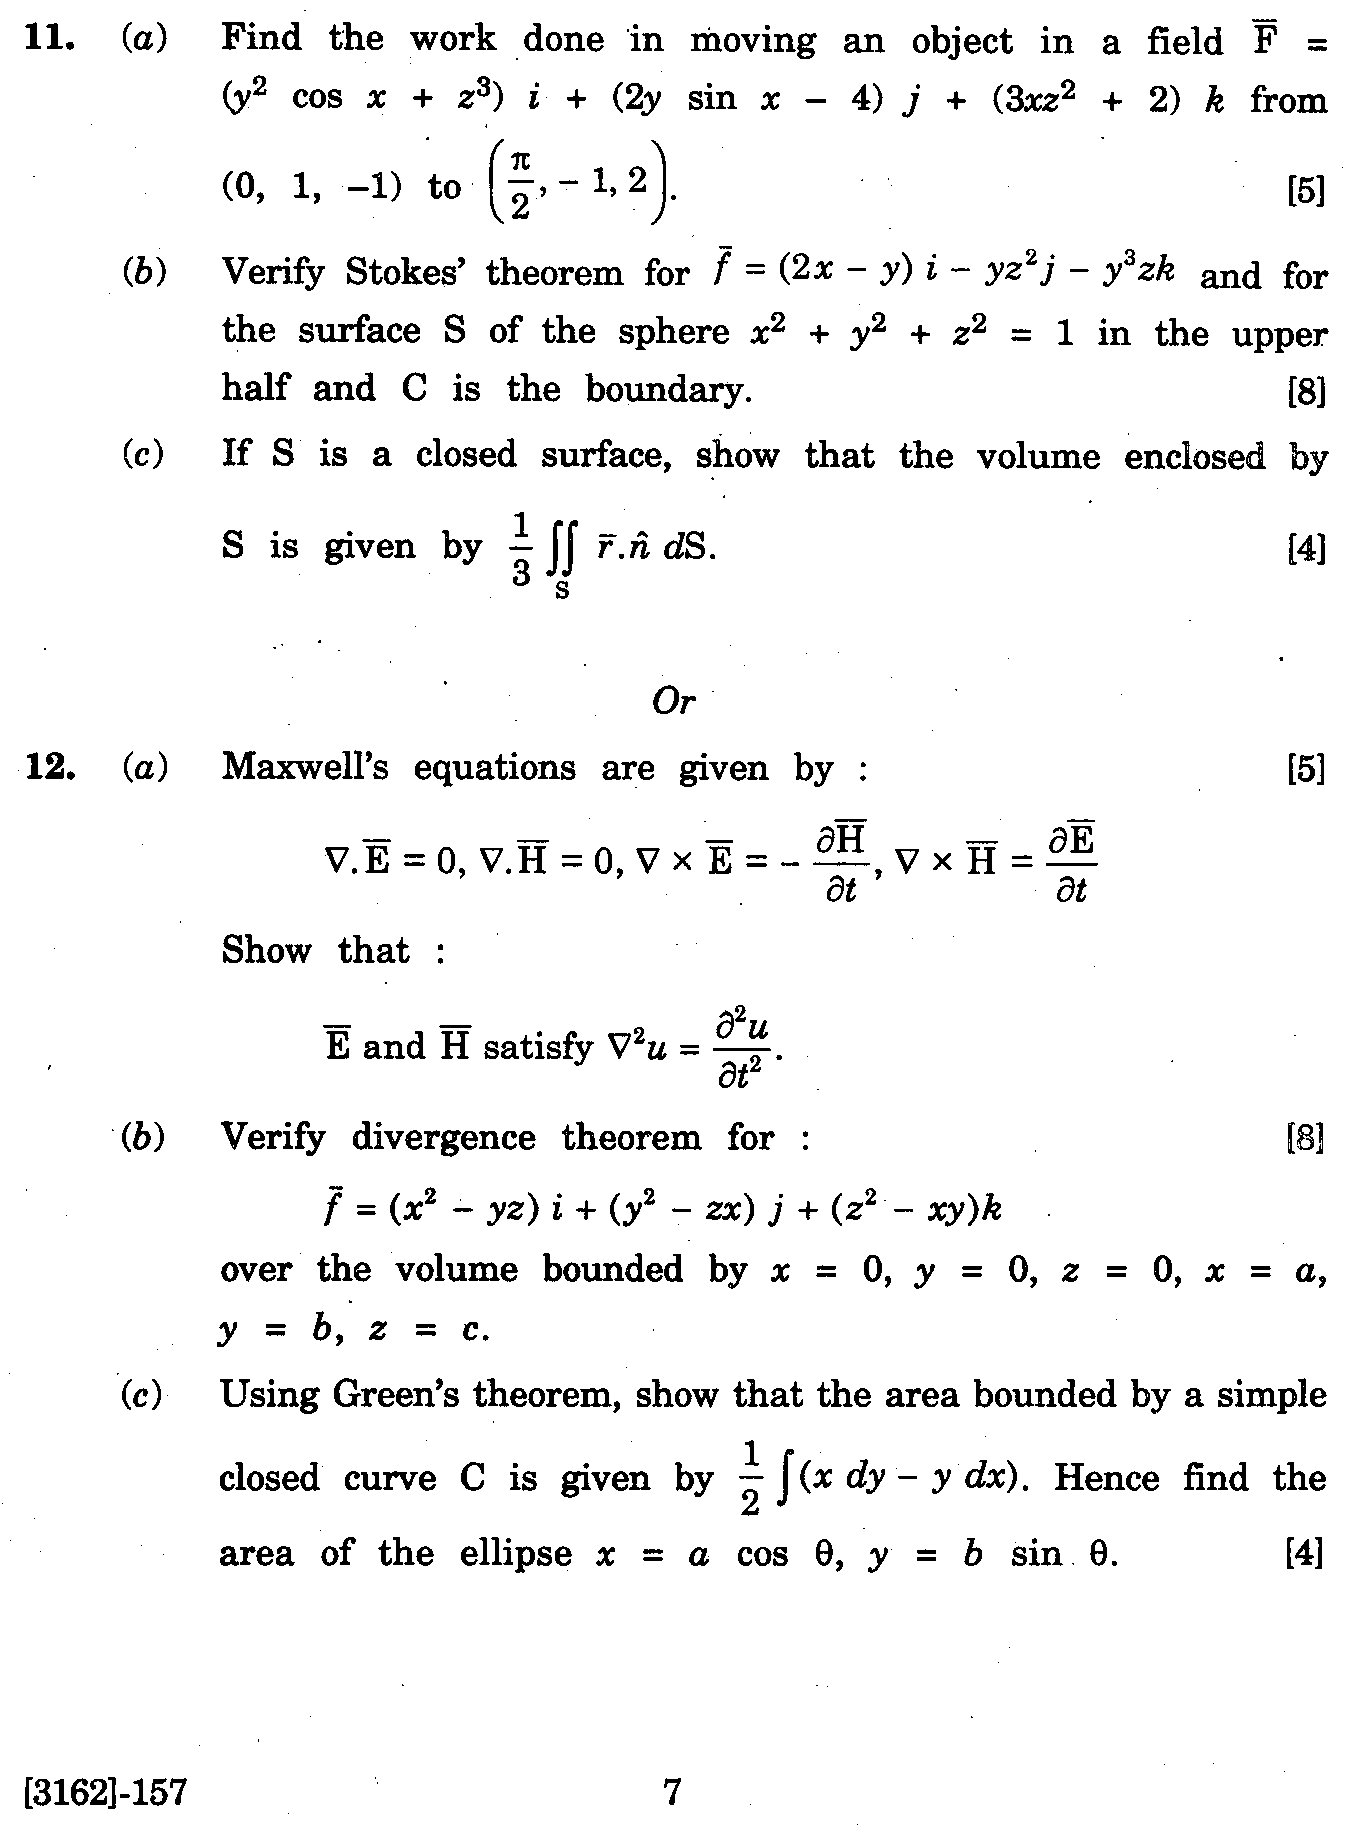 11. (a) Find the work done in moving an object in a field F̅ =
(y² cos x + z³) i + (2y sin x – 4) j + (3xz² + 2) k from
(0, 1, –1) to (π/2, – 1, 2). [5]
(b) Verify Stokes' theorem for f̄ = (2x – y) i – yz²j – y³zk and for
the surface S of the sphere x² + y² + z² = 1 in the upper
half and C is the boundary. [8]
(c) If S is a closed surface, show that the volume enclosed by
S is given by 1/3 ∬_S r̄.n̂ dS. [4]
Or
12. (a) Maxwell's equations are given by : [5]
∇.E̅ = 0, ∇.H̅ = 0, ∇ × E̅ = – ∂H̅/∂t, ∇ × H̅ = ∂E̅/∂t
Show that :
E̅ and H̅ satisfy ∇²u = ∂²u/∂t².
(b) Verify divergence theorem for : [8]
f̄ = (x² – yz) i + (y² – zx) j + (z² – xy)k
over the volume bounded by x = 0, y = 0, z = 0, x = a,
y = b, z = c.
(c) Using Green's theorem, show that the area bounded by a simple
closed curve C is given by 1/2 ∫(x dy – y dx). Hence find the
area of the ellipse x = a cos θ, y = b sin θ. [4]
[3162]-157 7